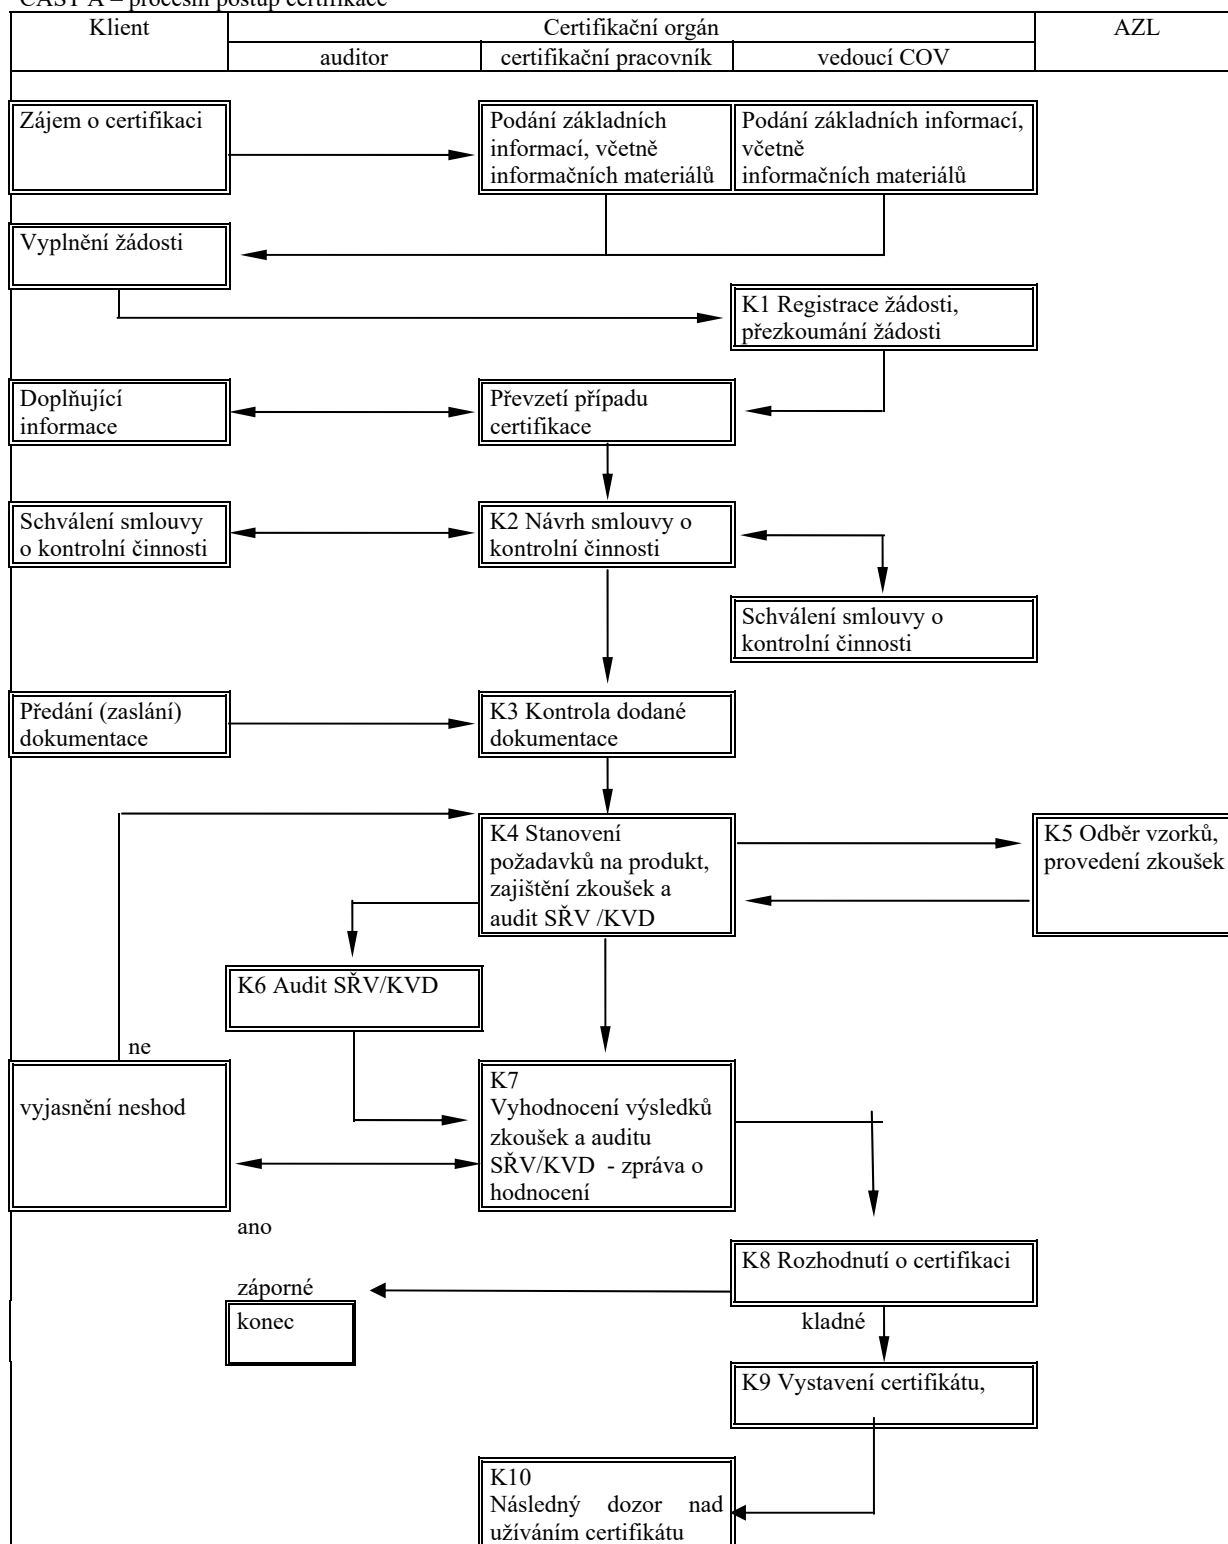 ČÁST A – procesní postup certifikace
Klient
Certifikační orgán
AZL
auditor
certifikační pracovník
vedoucí COV
Zájem o certifikaci
Podání základních
informací, včetně
informačních materiálů
Podání základních informací,
včetně
informačních materiálů
Vyplnění žádosti
K1 Registrace žádosti,
přezkoumání žádosti
Doplňující
informace
Převzetí případu
certifikace
Schválení smlouvy
o kontrolní činnosti
K2 Návrh smlouvy o
kontrolní činnosti
Schválení smlouvy o
kontrolní činnosti
Předání (zaslání)
dokumentace
K3 Kontrola dodané
dokumentace
K4 Stanovení
požadavků na produkt,
zajištění zkoušek a
audit SŘV /KVD
K5 Odběr vzorků,
provedení zkoušek
K6 Audit SŘV/KVD
ne
vyjasnění neshod
K7
Vyhodnocení výsledků
zkoušek a auditu
SŘV/KVD - zpráva o
hodnocení
ano
K8 Rozhodnutí o certifikaci
záporné
konec
kladné
K9 Vystavení certifikátu,
K10
Následný dozor nad
užíváním certifikátu